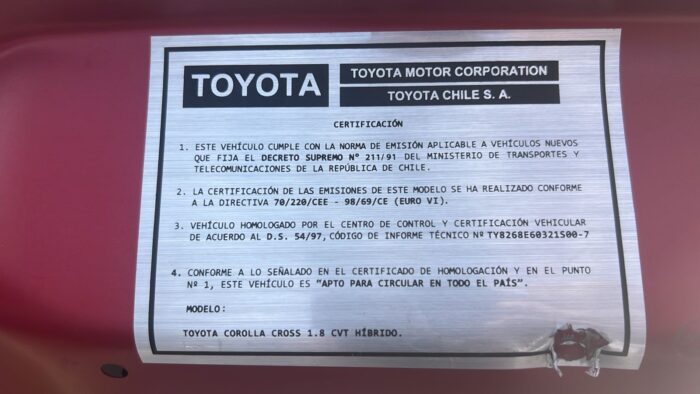 TOYOTA
TOYOTA MOTOR CORPORATION
TOYOTA CHILE S. A.
CERTIFICACIÓN
1. ESTE VEHÍCULO CUMPLE CON LA NORMA DE EMISIÓN APLICABLE A VEHÍCULOS NUEVOS
QUE FIJA EL DECRETO SUPREMO Nº 211/91 DEL MINISTERIO DE TRANSPORTES Y
TELECOMUNICACIONES DE LA REPÚBLICA DE CHILE.
2. LA CERTIFICACIÓN DE LAS EMISIONES DE ESTE MODELO SE HA REALIZADO CONFORME
A LA DIRECTIVA 70/220/CEE - 98/69/CE (EURO VI).
3. VEHÍCULO HOMOLOGADO POR EL CENTRO DE CONTROL Y CERTIFICACIÓN VEHICULAR
DE ACUERDO AL D.S. 54/97, CÓDIGO DE INFORME TÉCNICO Nº TY8268E60321S00-7
4. CONFORME A LO SEÑALADO EN EL CERTIFICADO DE HOMOLOGACIÓN Y EN EL PUNTO
Nº 1, ESTE VEHÍCULO ES “APTO PARA CIRCULAR EN TODO EL PAÍS”.
MODELO:
TOYOTA COROLLA CROSS 1.8 CVT HÍBRIDO.